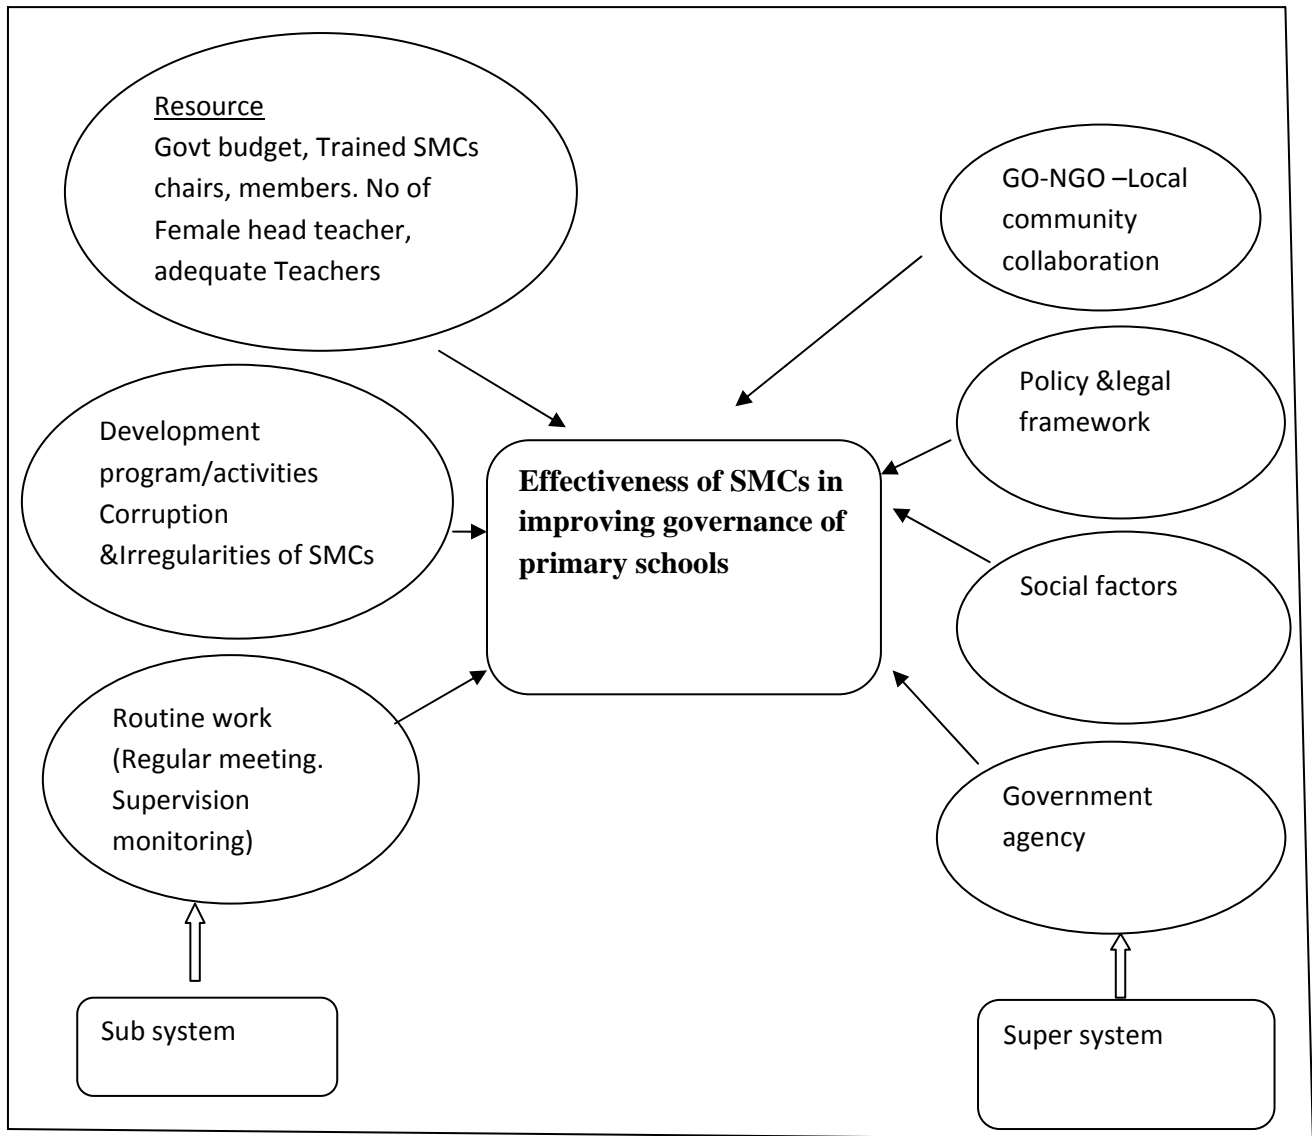 Resource
Govt budget, Trained SMCs
chairs, members. No of
Female head teacher,
adequate Teachers
GO-NGO –Local
community
collaboration
Policy &legal
framework
Development
program/activities
Corruption
&Irregularities of SMCs
Effectiveness of SMCs in
improving governance of
primary schools
Social factors
Routine work
(Regular meeting.
Supervision
monitoring)
Government
agency
Sub system
Super system